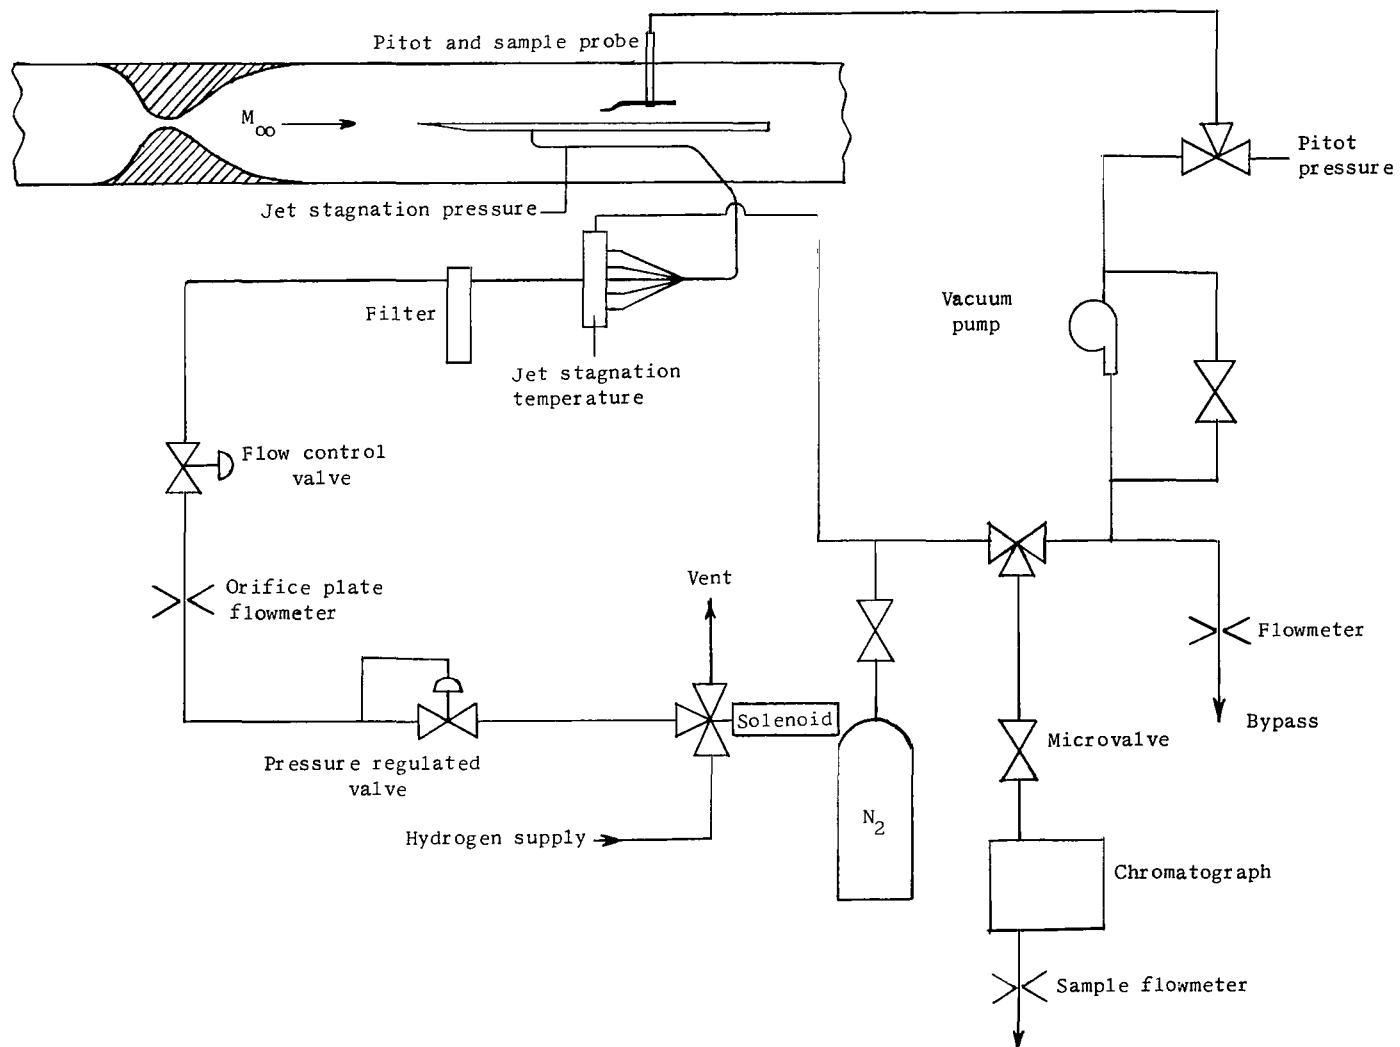 Pitot and sample probe
M∞
Pitot
pressure
Jet stagnation pressure
Filter
Vacuum
pump
Jet stagnation
temperature
Flow control
valve
Orifice plate
flowmeter
Vent
Flowmeter
Solenoid
Bypass
Microvalve
Pressure regulated
valve
N2
Hydrogen supply
Chromatograph
Sample flowmeter